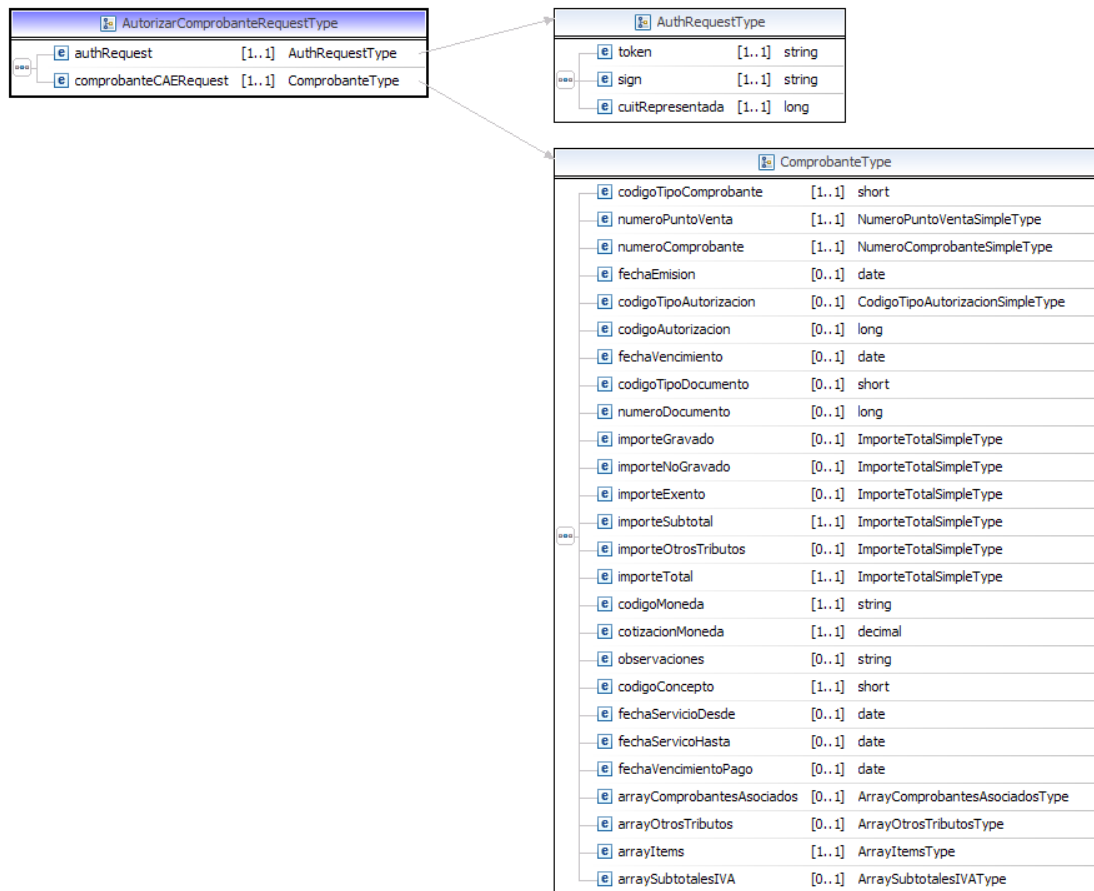 AutorizarComprobanteRequestType
authRequest [1..1] AuthRequestType
comprobanteCAERequest [1..1] ComprobanteType
AuthRequestType
token [1..1] string
sign [1..1] string
cuitRepresentada [1..1] long
ComprobanteType
codigoTipoComprobante [1..1] short
numeroPuntoVenta [1..1] NumeroPuntoVentaSimpleType
numeroComprobante [1..1] NumeroComprobanteSimpleType
fechaEmision [0..1] date
codigoTipoAutorizacion [0..1] CodigoTipoAutorizacionSimpleType
codigoAutorizacion [0..1] long
fechaVencimiento [0..1] date
codigoTipoDocumento [0..1] short
numeroDocumento [0..1] long
importeGravado [0..1] ImporteTotalSimpleType
importeNoGravado [0..1] ImporteTotalSimpleType
importeExento [0..1] ImporteTotalSimpleType
importeSubtotal [1..1] ImporteTotalSimpleType
importeOtrosTributos [0..1] ImporteTotalSimpleType
importeTotal [1..1] ImporteTotalSimpleType
codigoMoneda [1..1] string
cotizacionMoneda [1..1] decimal
observaciones [0..1] string
codigoConcepto [1..1] short
fechaServicioDesde [0..1] date
fechaServicoHasta [0..1] date
fechaVencimientoPago [0..1] date
arrayComprobantesAsociados [0..1] ArrayComprobantesAsociadosType
arrayOtrosTributos [0..1] ArrayOtrosTributosType
arrayItems [1..1] ArrayItemsType
arraySubtotalesIVA [0..1] ArraySubtotalesIVAType